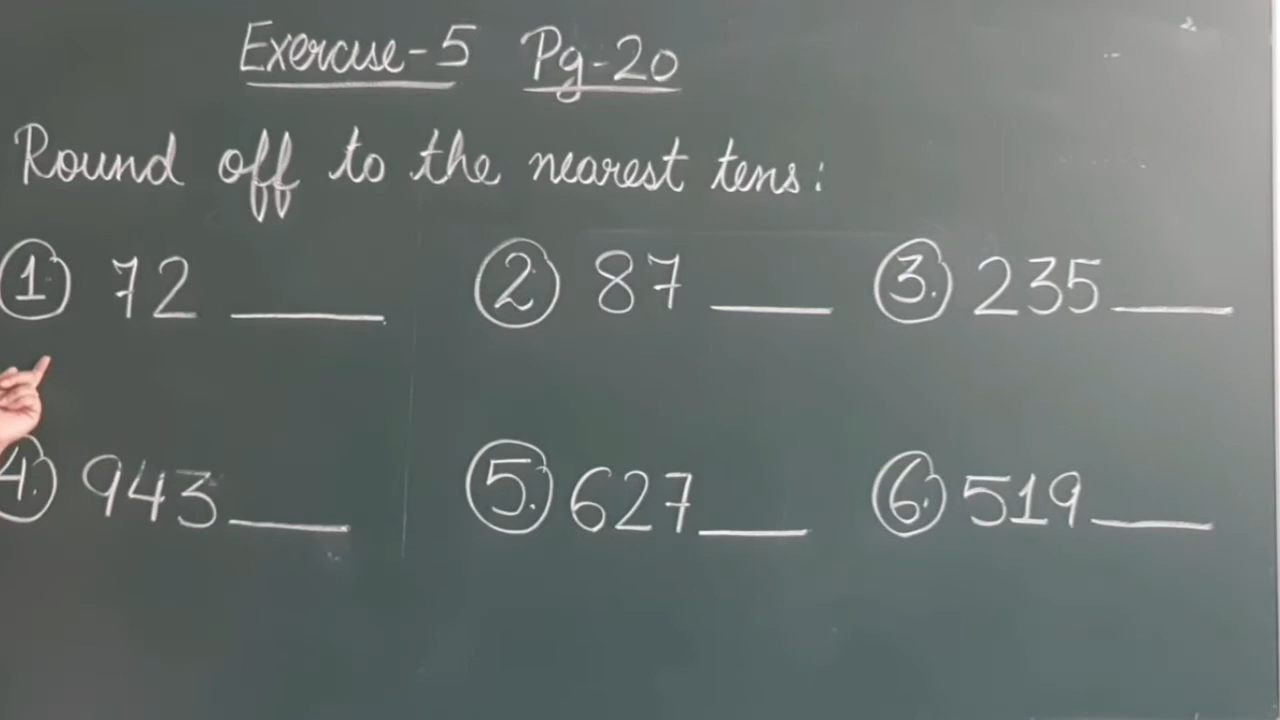 Exercise-5 Pg-20
Round off to the nearest tens:
1. 72 ____ 2. 87 ____ 3. 235 ____
4. 943 ____ 5. 627 ____ 6. 519 ____